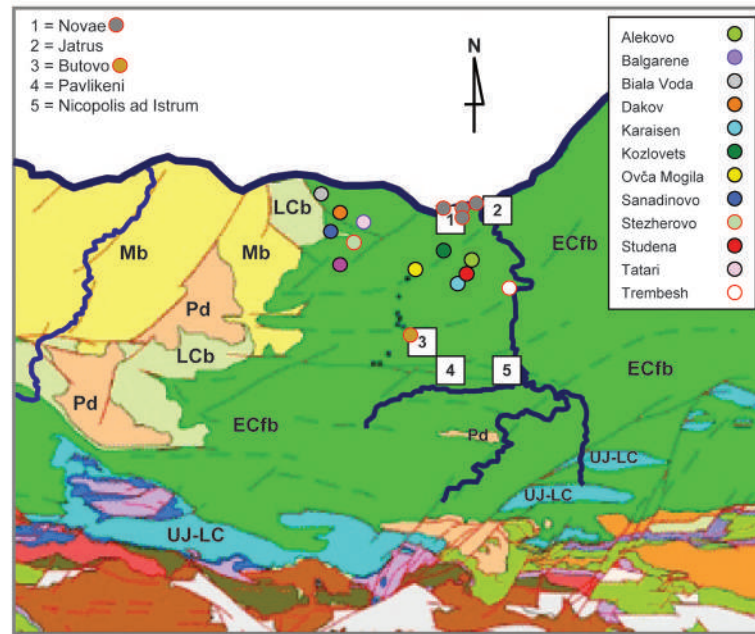 1 = Novae
2 = Jatrus
3 = Butovo
4 = Pavlikeni
5 = Nicopolis ad Istrum
N
Alekovo
Balgarene
Biala Voda
Dakov
Karaisen
Kozlovets
Ovča Mogila
Sanadinovo
Stezherovo
Studena
Tatari
Trembesh
LCb
1
2
Mb
Mb
ECfb
Pd
LCb
3
4
5
ECfb
Pd
ECfb
Pd
UJ-LC
UJ-LC
UJ-LC